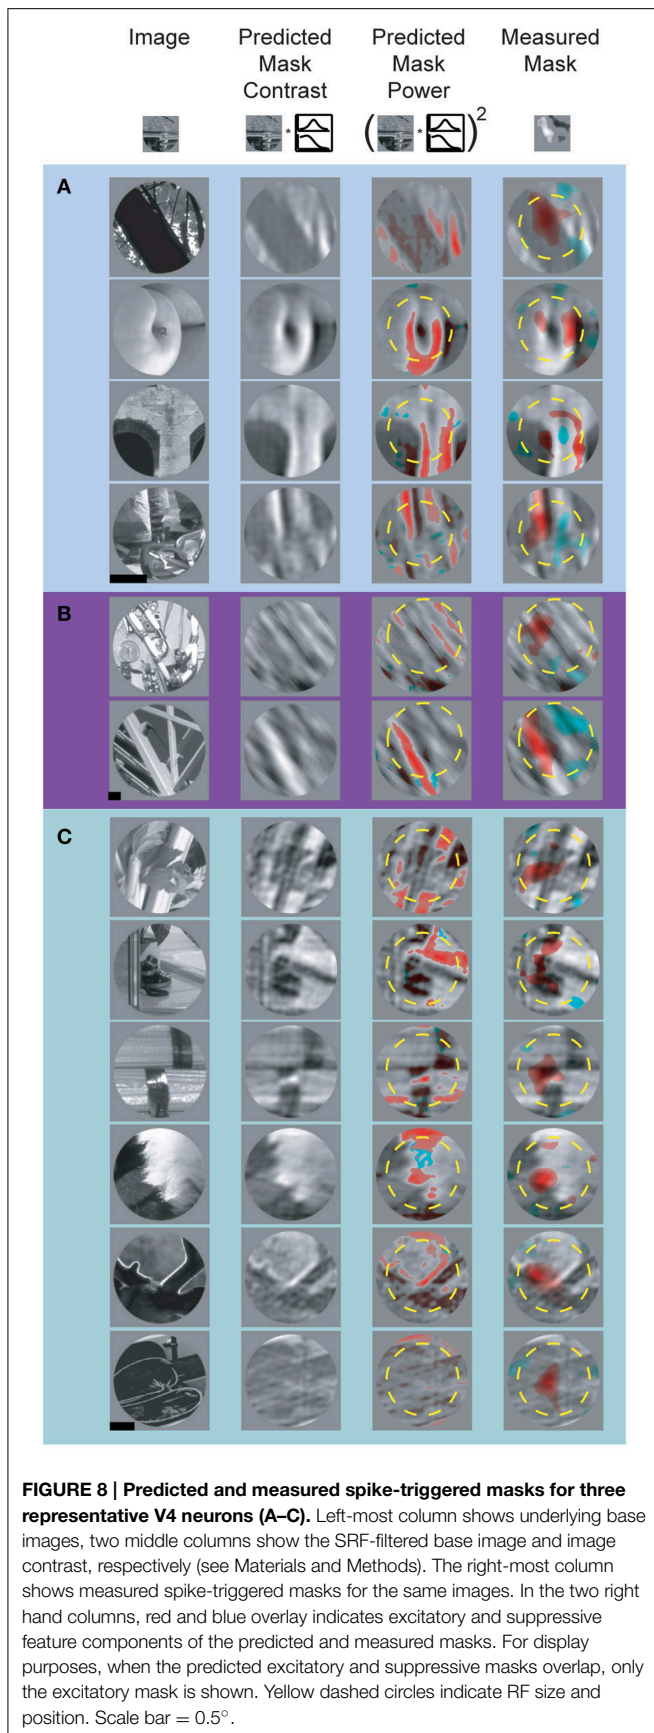 Image
Predicted
Mask
Contrast
Predicted
Mask
Power
Measured
Mask
*
( * )2
A
B
C
FIGURE 8 | Predicted and measured spike-triggered masks for three
representative V4 neurons (A–C). Left-most column shows underlying base
images, two middle columns show the SRF-filtered base image and image
contrast, respectively (see Materials and Methods). The right-most column
shows measured spike-triggered masks for the same images. In the two right
hand columns, red and blue overlay indicates excitatory and suppressive
feature components of the predicted and measured masks. For display
purposes, when the predicted excitatory and suppressive masks overlap, only
the excitatory mask is shown. Yellow dashed circles indicate RF size and
position. Scale bar = 0.5°.